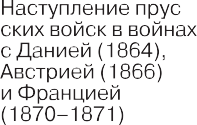 Наступление прус
ских войск в войнах
с Данией (1864),
Австрией (1866)
и Францией
(1870–1871)